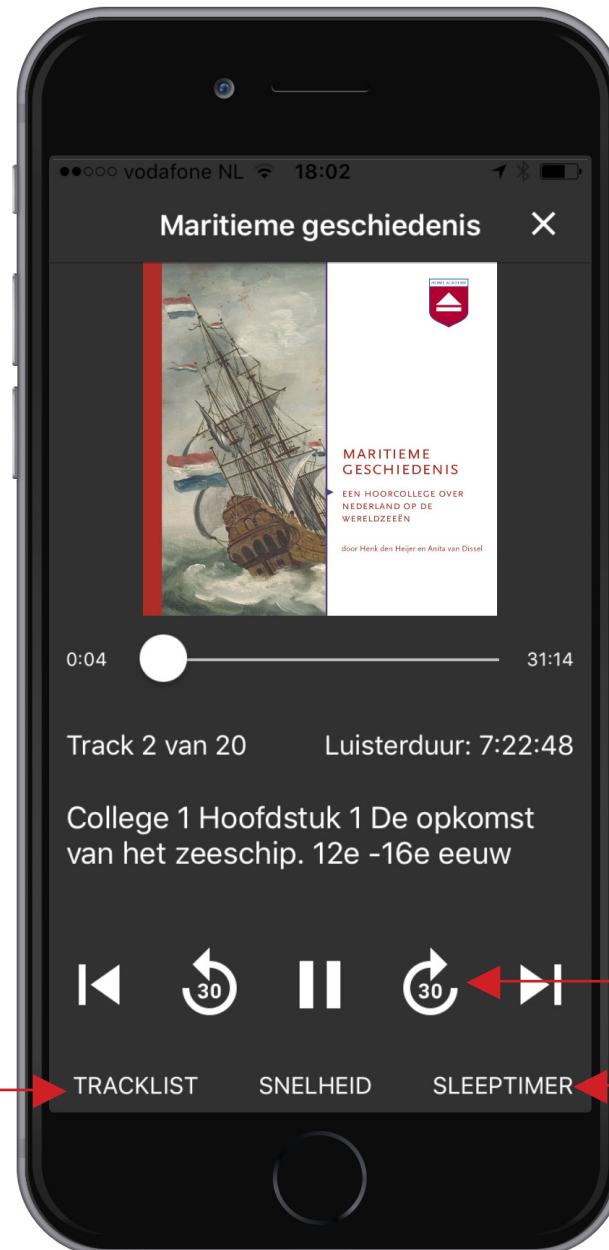 vodafone NL 18:02
Maritieme geschiedenis
HOME ACADEMY
MARITIEME
GESCHIEDENIS
EEN HOORCOLLEGE OVER
NEDERLAND OP DE
WERELDZEEËN
door Henk den Heijer en Anita van Dissel
0:04 31:14
Track 2 van 20 Luisterduur: 7:22:48
College 1 Hoofdstuk 1 De opkomst
van het zeeschip. 12e -16e eeuw
30 30
TRACKLIST SNELHEID SLEEPTIMER